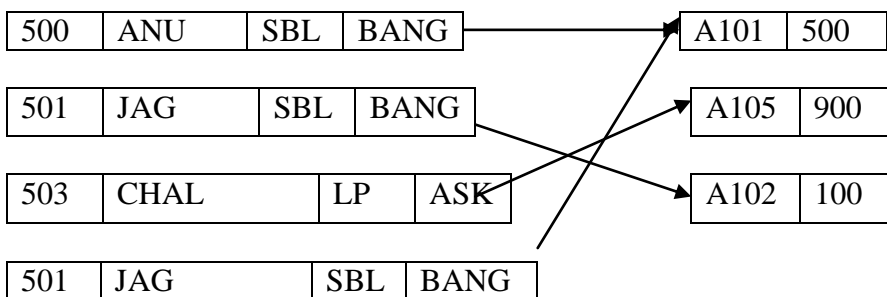 500 ANU SBL BANG A101 500
501 JAG SBL BANG A105 900
503 CHAL LP ASK A102 100
501 JAG SBL BANG